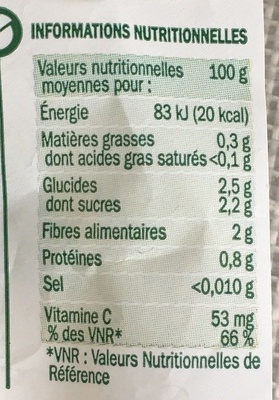 INFORMATIONS NUTRITIONNELLES
Valeurs nutritionnelles 100 g
moyennes pour :
Énergie 83 kJ (20 kcal)
Matières grasses 0,3 g
dont acides gras saturés <0,1 g
Glucides 2,5 g
dont sucres 2,2 g
Fibres alimentaires 2 g
Protéines 0,8 g
Sel <0,010 g
Vitamine C 53 mg
% des VNR* 66 %
*VNR : Valeurs Nutritionnelles de
Référence